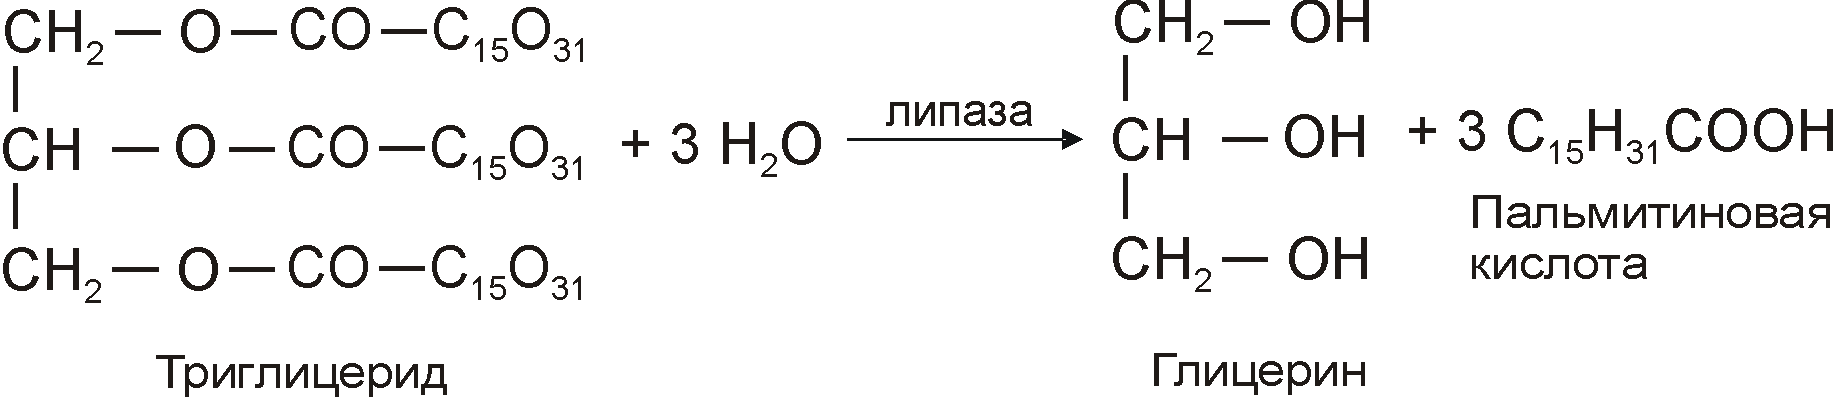 CH2 — O — CO — C15O31
CH — O — CO — C15O31 + 3 H2O липаза CH2 — OH
CH — OH + 3 C15H31COOH
CH2 — O — CO — C15O31 CH2 — OH
Пальмитиновая
кислота
Триглицерид
Глицерин